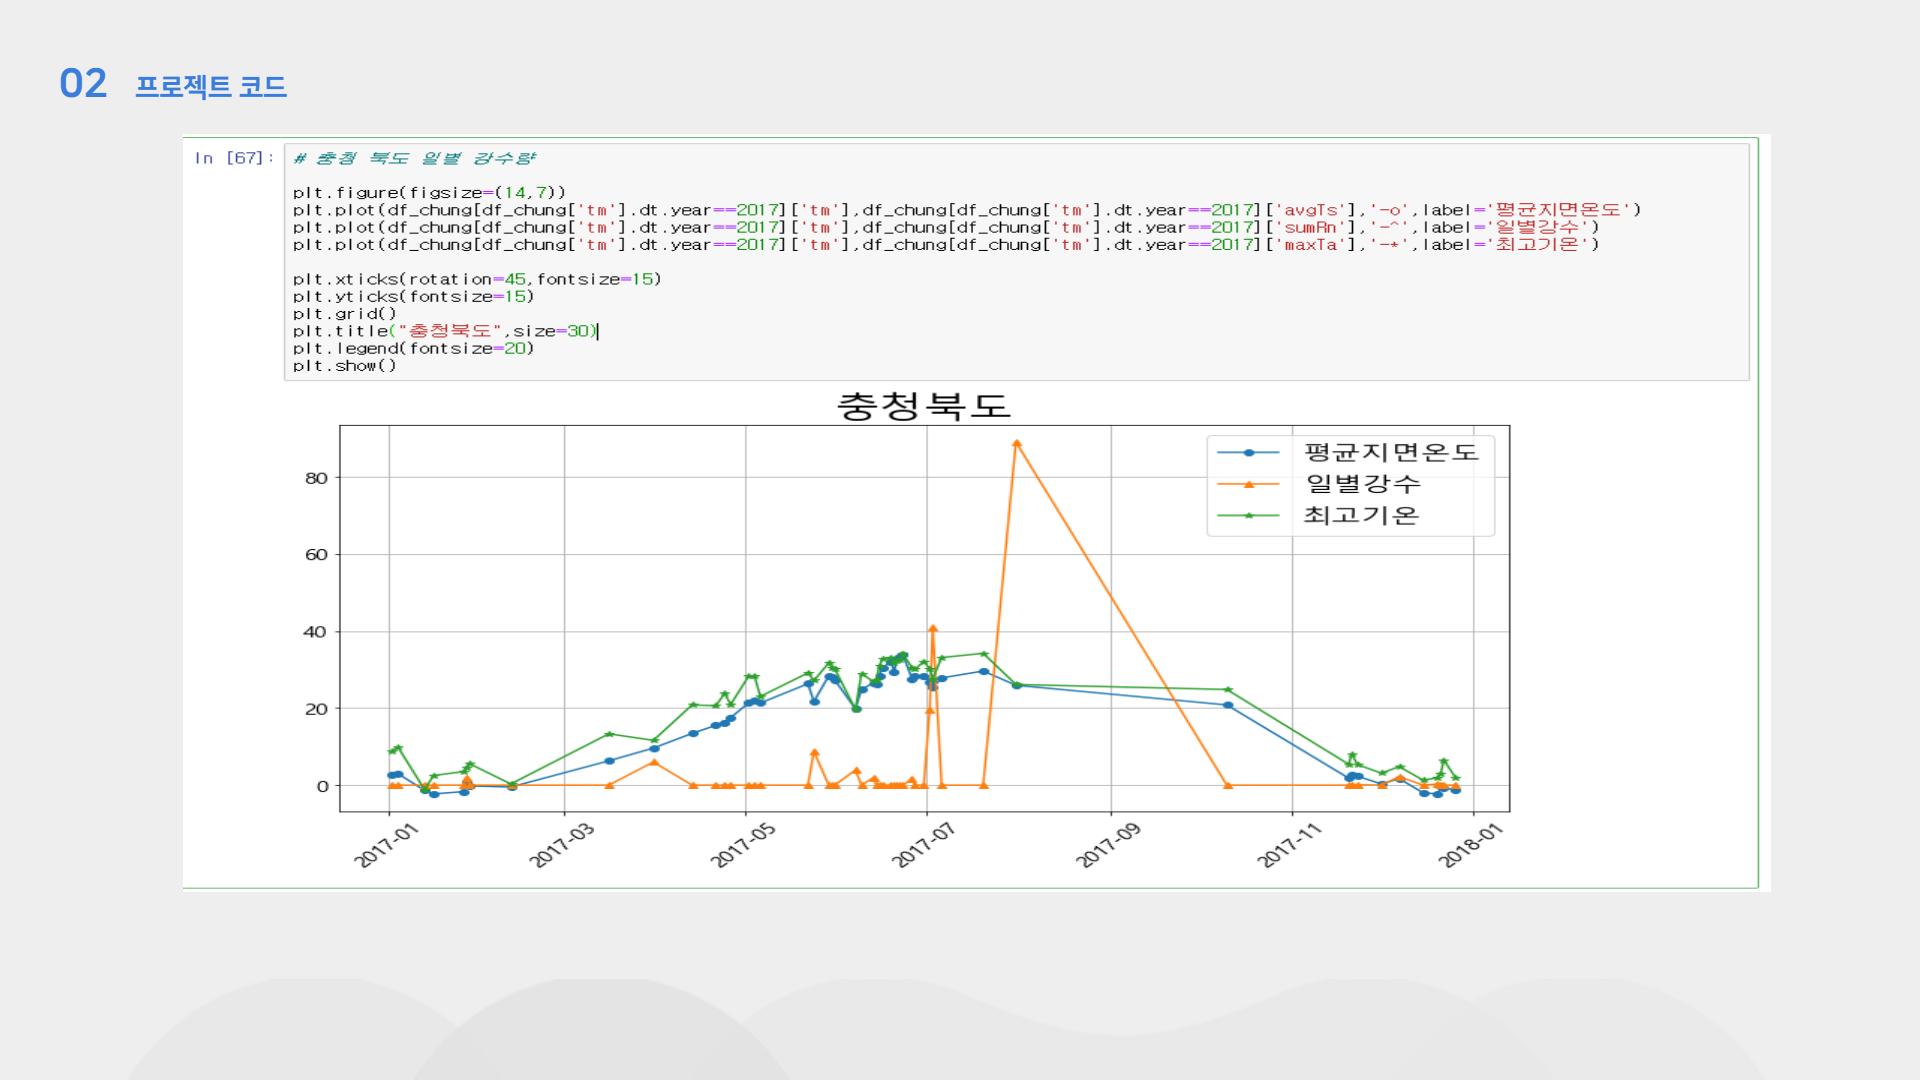 02 프로젝트 코드
In [67]:
# 충청 북도 일별 강수량
plt.figure(figsize=(14,7))
plt.plot(df_chung[df_chung['tm'].dt.year==2017]['tm'],df_chung[df_chung['tm'].dt.year==2017]['avgTs'],'-o',label='평균지면온도')
plt.plot(df_chung[df_chung['tm'].dt.year==2017]['tm'],df_chung[df_chung['tm'].dt.year==2017]['sumRn'],'-^',label='일별강수')
plt.plot(df_chung[df_chung['tm'].dt.year==2017]['tm'],df_chung[df_chung['tm'].dt.year==2017]['maxTa'],'-*',label='최고기온')
plt.xticks(rotation=45,fontsize=15)
plt.yticks(fontsize=15)
plt.grid()
plt.title("충청북도",size=30)
plt.legend(fontsize=20)
plt.show()
충청북도
평균지면온도
일별강수
최고기온
80
60
40
20
0
2017-01
2017-03
2017-05
2017-07
2017-09
2017-11
2018-01